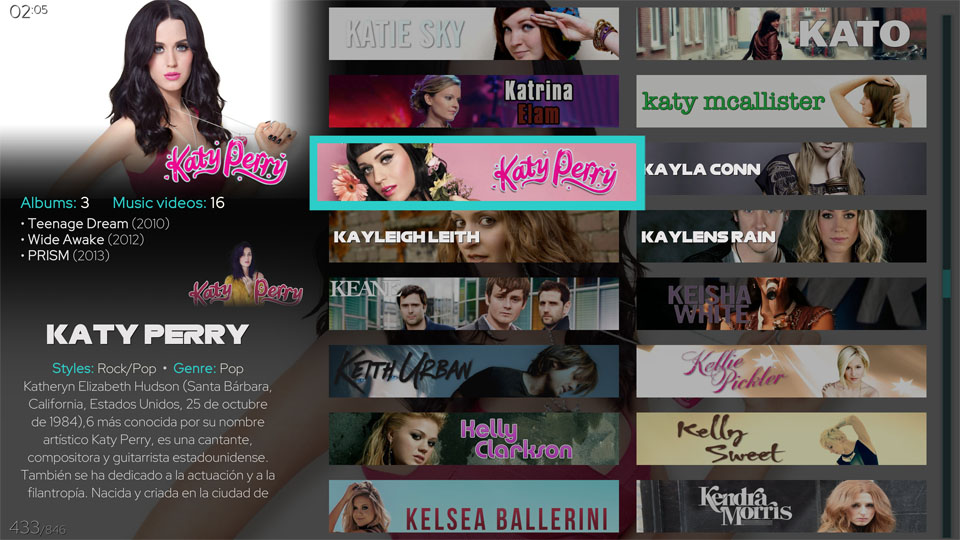 02:05
Katy Perry
Albums: 3 Music videos: 16
• Teenage Dream (2010)
• Wide Awake (2012)
• PRISM (2013)
Katy Perry
KATY PERRY
Styles: Rock/Pop • Genre: Pop
Katheryn Elizabeth Hudson (Santa Bárbara,
California, Estados Unidos, 25 de octubre
de 1984),6 más conocida por su nombre
artístico Katy Perry, es una cantante,
compositora y guitarrista estadounidense.
También se ha dedicado a la actuación y a la
filantropía. Nacida y criada en la ciudad de
433/846
KATIE SKY
KATO
Katrina
Elam
katy mcallister
Katy Perry
KAYLA CONN
KAYLEIGH LEITH
KAYLENS RAIN
KEANE
KEISHA
WHITE
KEITH URBAN
Kellie
Pickler
Kelly
Clarkson
Kelly
Sweet
KELSEA BALLERINI
Kendra
Morris